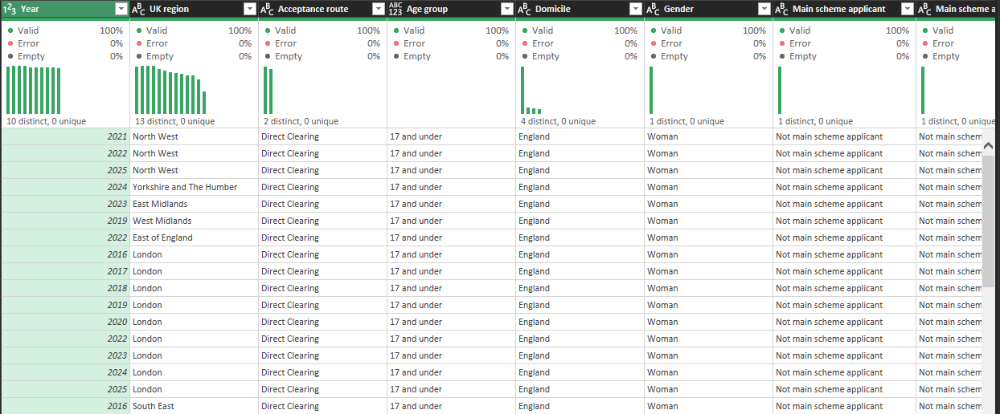 1²3 Year ABC UK region ABC Acceptance route ABC 123 Age group ABC Domicile ABC Gender ABC Main scheme applicant ABC Main scheme a
Valid 100% Valid 100% Valid 100% Valid 100% Valid 100% Valid 100% Valid 100% Valid
Error 0% Error 0% Error 0% Error 0% Error 0% Error 0% Error 0% Error
Empty 0% Empty 0% Empty 0% Empty 0% Empty 0% Empty 0% Empty 0% Empty
10 distinct, 0 unique 13 distinct, 0 unique 2 distinct, 0 unique 4 distinct, 0 unique 1 distinct, 0 unique 1 distinct, 0 unique 1 distinct, 0 unique
2021 North West Direct Clearing 17 and under England Woman Not main scheme applicant Not main schem
2022 North West Direct Clearing 17 and under England Woman Not main scheme applicant Not main schem
2025 North West Direct Clearing 17 and under England Woman Not main scheme applicant Not main schem
2024 Yorkshire and The Humber Direct Clearing 17 and under England Woman Not main scheme applicant Not main schem
2023 East Midlands Direct Clearing 17 and under England Woman Not main scheme applicant Not main schem
2019 West Midlands Direct Clearing 17 and under England Woman Not main scheme applicant Not main schem
2022 East of England Direct Clearing 17 and under England Woman Not main scheme applicant Not main schem
2016 London Direct Clearing 17 and under England Woman Not main scheme applicant Not main schem
2017 London Direct Clearing 17 and under England Woman Not main scheme applicant Not main schem
2018 London Direct Clearing 17 and under England Woman Not main scheme applicant Not main schem
2019 London Direct Clearing 17 and under England Woman Not main scheme applicant Not main schem
2020 London Direct Clearing 17 and under England Woman Not main scheme applicant Not main schem
2022 London Direct Clearing 17 and under England Woman Not main scheme applicant Not main schem
2023 London Direct Clearing 17 and under England Woman Not main scheme applicant Not main schem
2024 London Direct Clearing 17 and under England Woman Not main scheme applicant Not main schem
2025 London Direct Clearing 17 and under England Woman Not main scheme applicant Not main schem
2016 South East Direct Clearing 17 and under England Woman Not main scheme applicant Not main schem